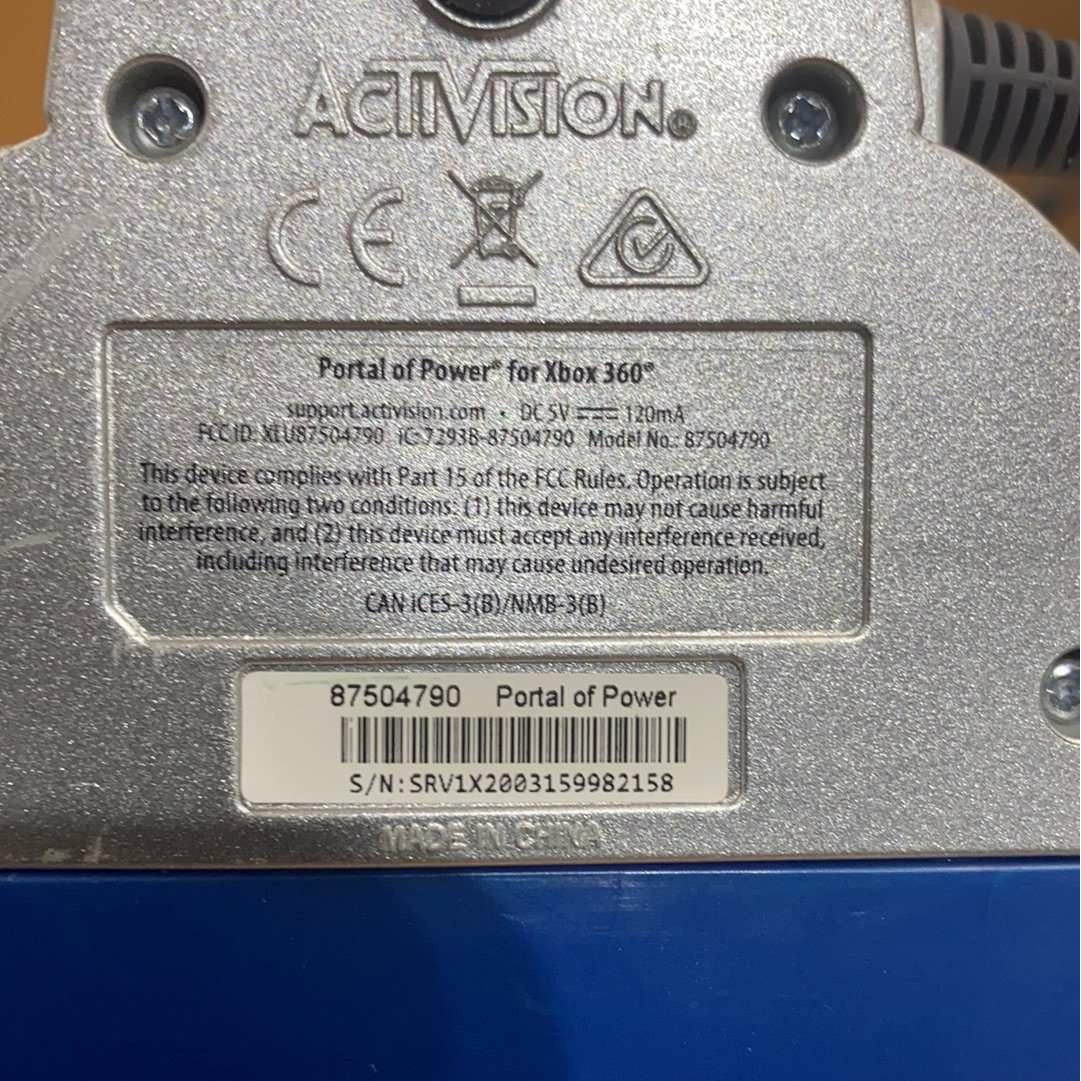 ACTIVISION®
CE
Portal of Power® for Xbox 360®
support.activision.com • DC 5V 120mA
FCC ID: XLU87504790 IC: 7293B-87504790 Model No.: 87504790
This device complies with Part 15 of the FCC Rules. Operation is subject
to the following two conditions: (1) this device may not cause harmful
interference, and (2) this device must accept any interference received,
including interference that may cause undesired operation.
CAN ICES-3(B)/NMB-3(B)
87504790 Portal of Power
S/N:SRV1X2003159982158
MADE IN CHINA